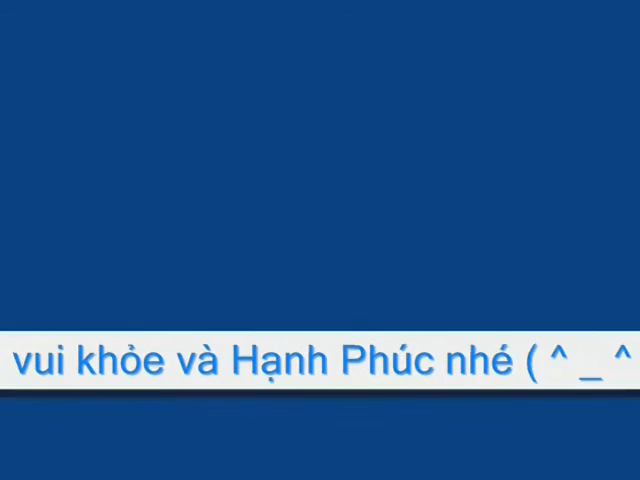 vui khỏe và Hạnh Phúc nhé ( ^ _ ^